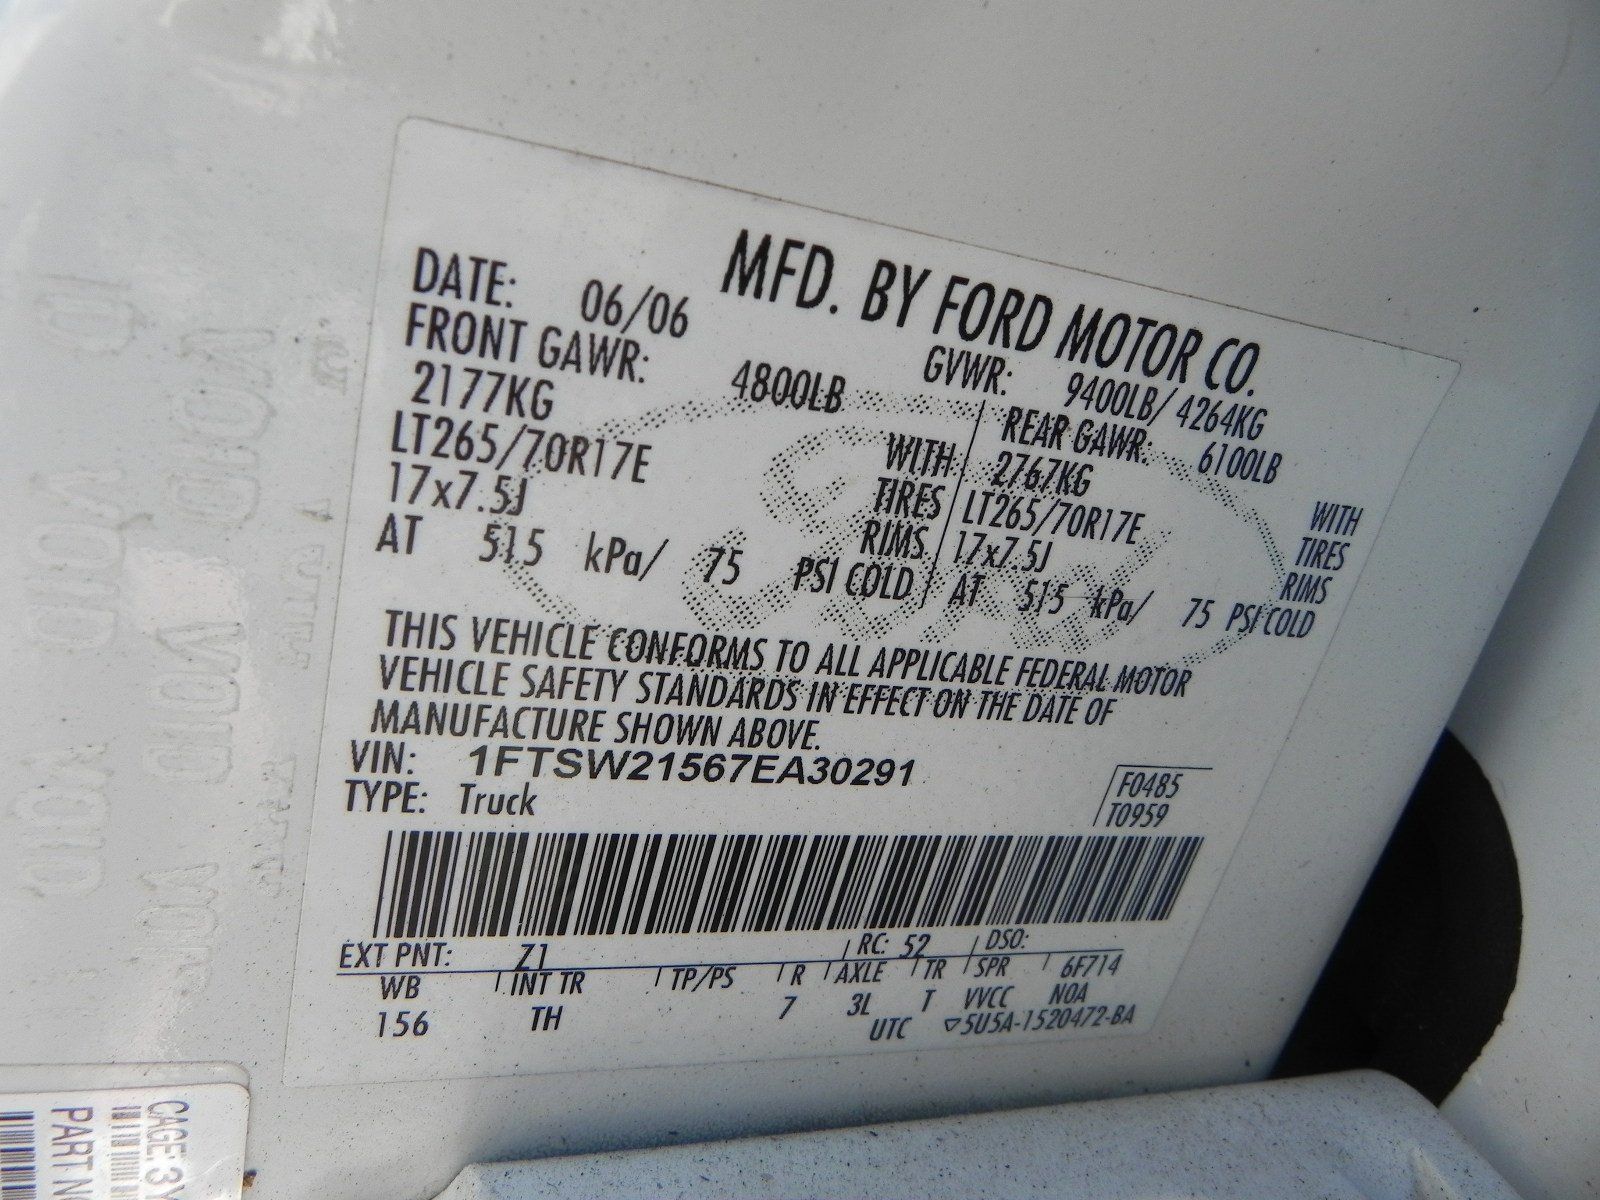 MFD. BY FORD MOTOR CO.
DATE: 06/06 GVWR: 9400LB/ 4264KG
FRONT GAWR: 4800LB REAR GAWR: 6100LB
2177KG WITH 2767KG WITH
LT265/70R17E TIRES LT265/70R17E TIRES
17x7.5J RIMS 17x7.5J RIMS
AT 515 kPa/ 75 PSI COLD AT 515 kPa/ 75 PSI COLD
THIS VEHICLE CONFORMS TO ALL APPLICABLE FEDERAL MOTOR
VEHICLE SAFETY STANDARDS IN EFFECT ON THE DATE OF
MANUFACTURE SHOWN ABOVE.
VIN: 1FTSW21567EA30291
TYPE: Truck
F0485
T0959
EXT PNT: Z1 RC: 52 DSO:
WB INT TR TP/PS R AXLE TR SPR 6F714
156 TH 7 3L T VVCC NOA
UTC ▽5U5A-1520472-BA
CAGE
PART